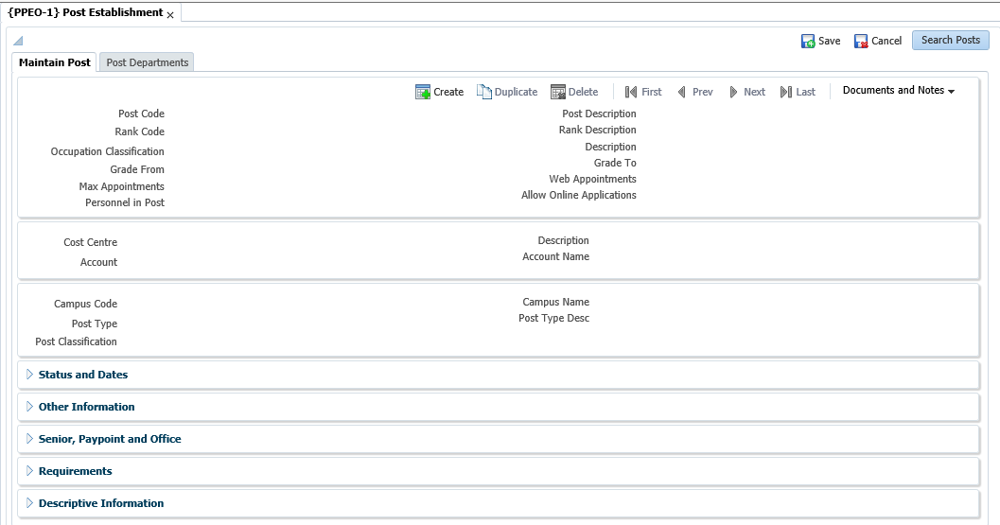 {PPEO-1} Post Establishment x
Save Cancel Search Posts
Maintain Post Post Departments
Create Duplicate Delete First Prev Next Last Documents and Notes
Post Code Post Description
Rank Code Rank Description
Occupation Classification Description
Grade From Grade To
Max Appointments Web Appointments
Personnel in Post Allow Online Applications
Cost Centre Description
Account Account Name
Campus Code Campus Name
Post Type Post Type Desc
Post Classification
Status and Dates
Other Information
Senior, Paypoint and Office
Requirements
Descriptive Information